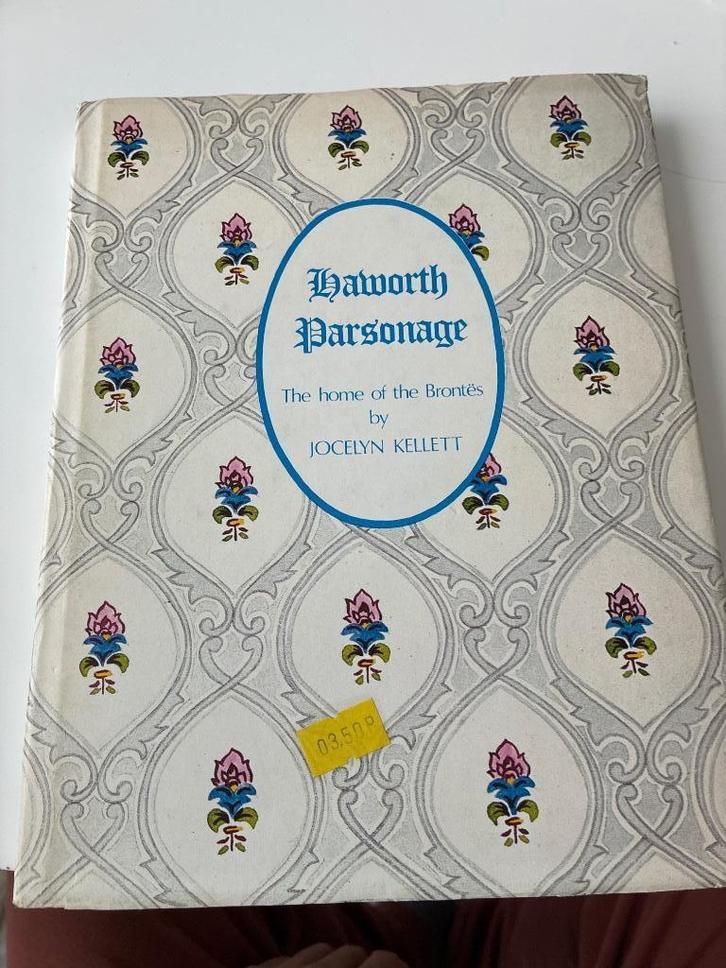 Haworth
Parsonage
The home of the Brontës
by
JOCELYN KELLETT
03.50P